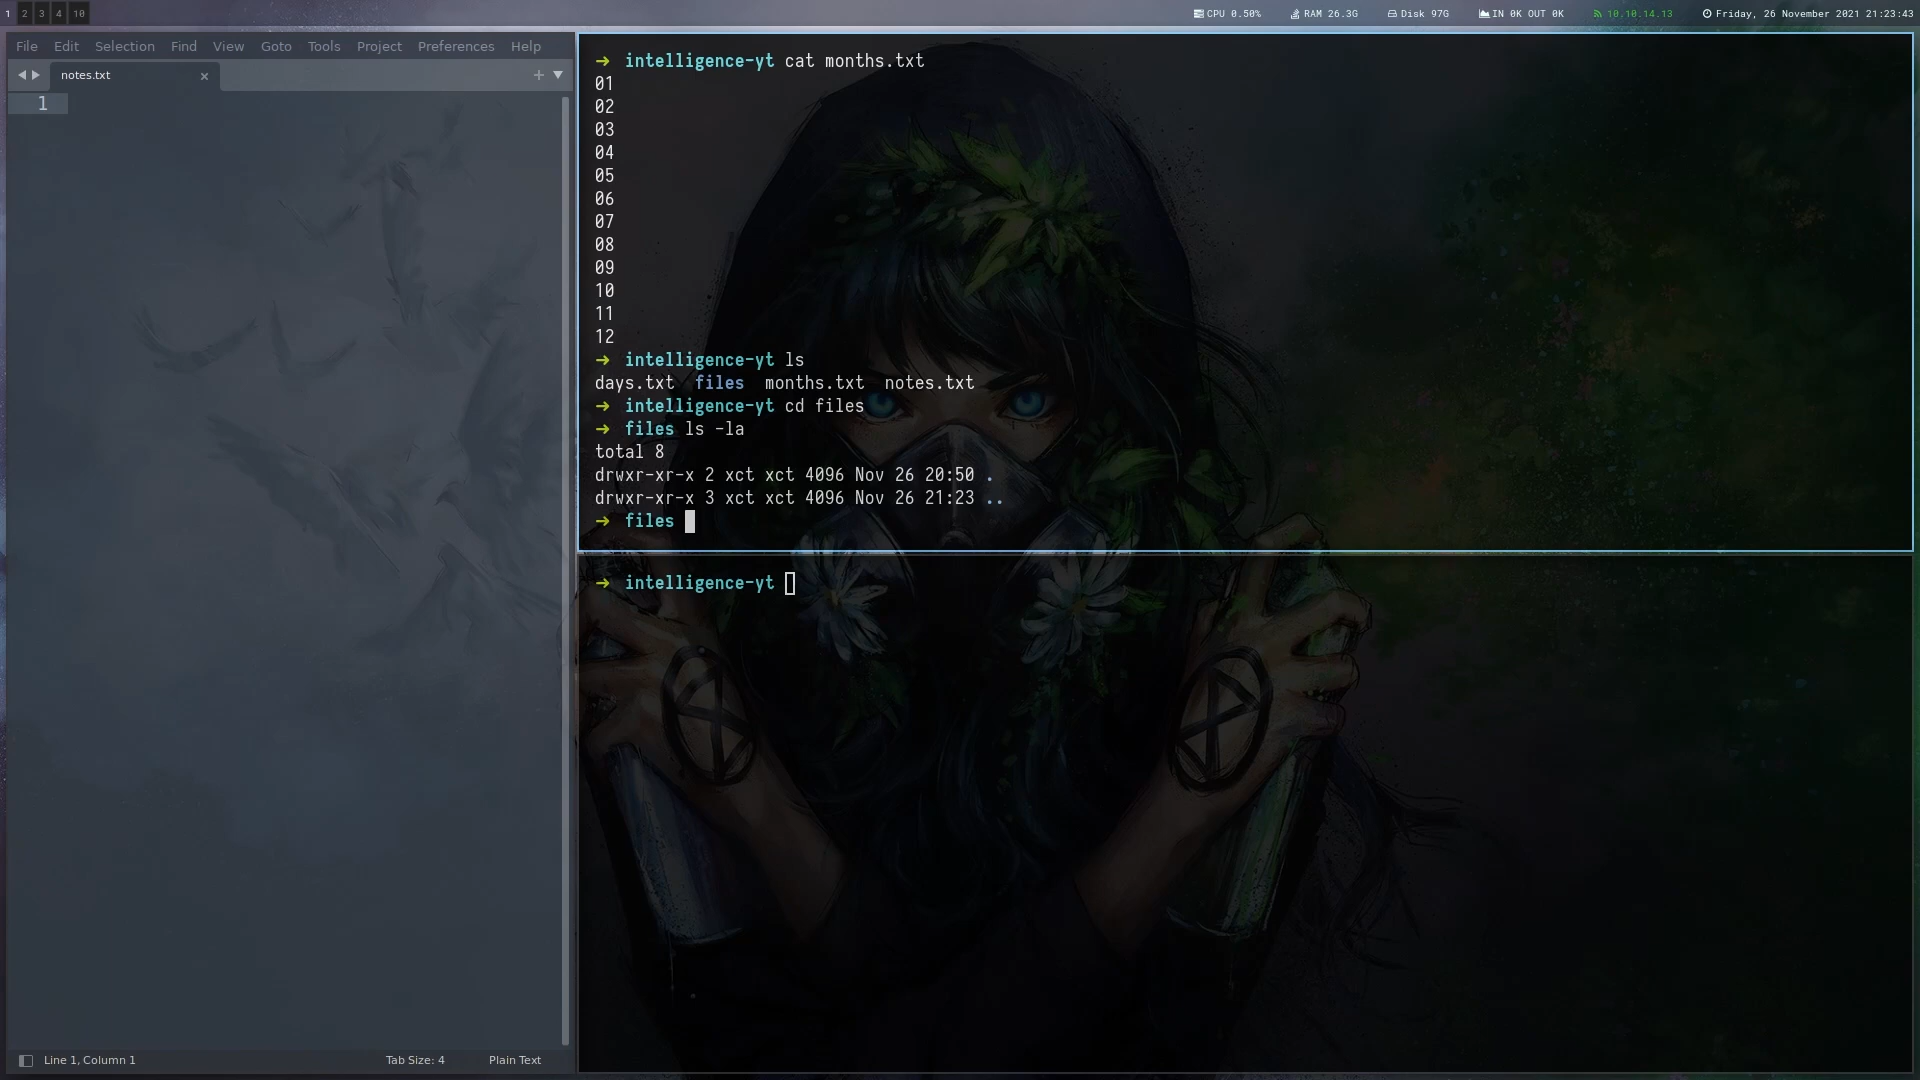 1 2 3 4 10 CPU 0.50% RAM 26.3G Disk 97G IN 0K OUT 0K 10.10.14.13 Friday, 26 November 2021 21:23:43
File Edit Selection Find View Goto Tools Project Preferences Help
notes.txt × + ▼
1
Line 1, Column 1 Tab Size: 4 Plain Text
→ intelligence-yt cat months.txt
01
02
03
04
05
06
07
08
09
10
11
12
→ intelligence-yt ls
days.txt files months.txt notes.txt
→ intelligence-yt cd files
→ files ls -la
total 8
drwxr-xr-x 2 xct xct 4096 Nov 26 20:50 .
drwxr-xr-x 3 xct xct 4096 Nov 26 21:23 ..
→ files
→ intelligence-yt